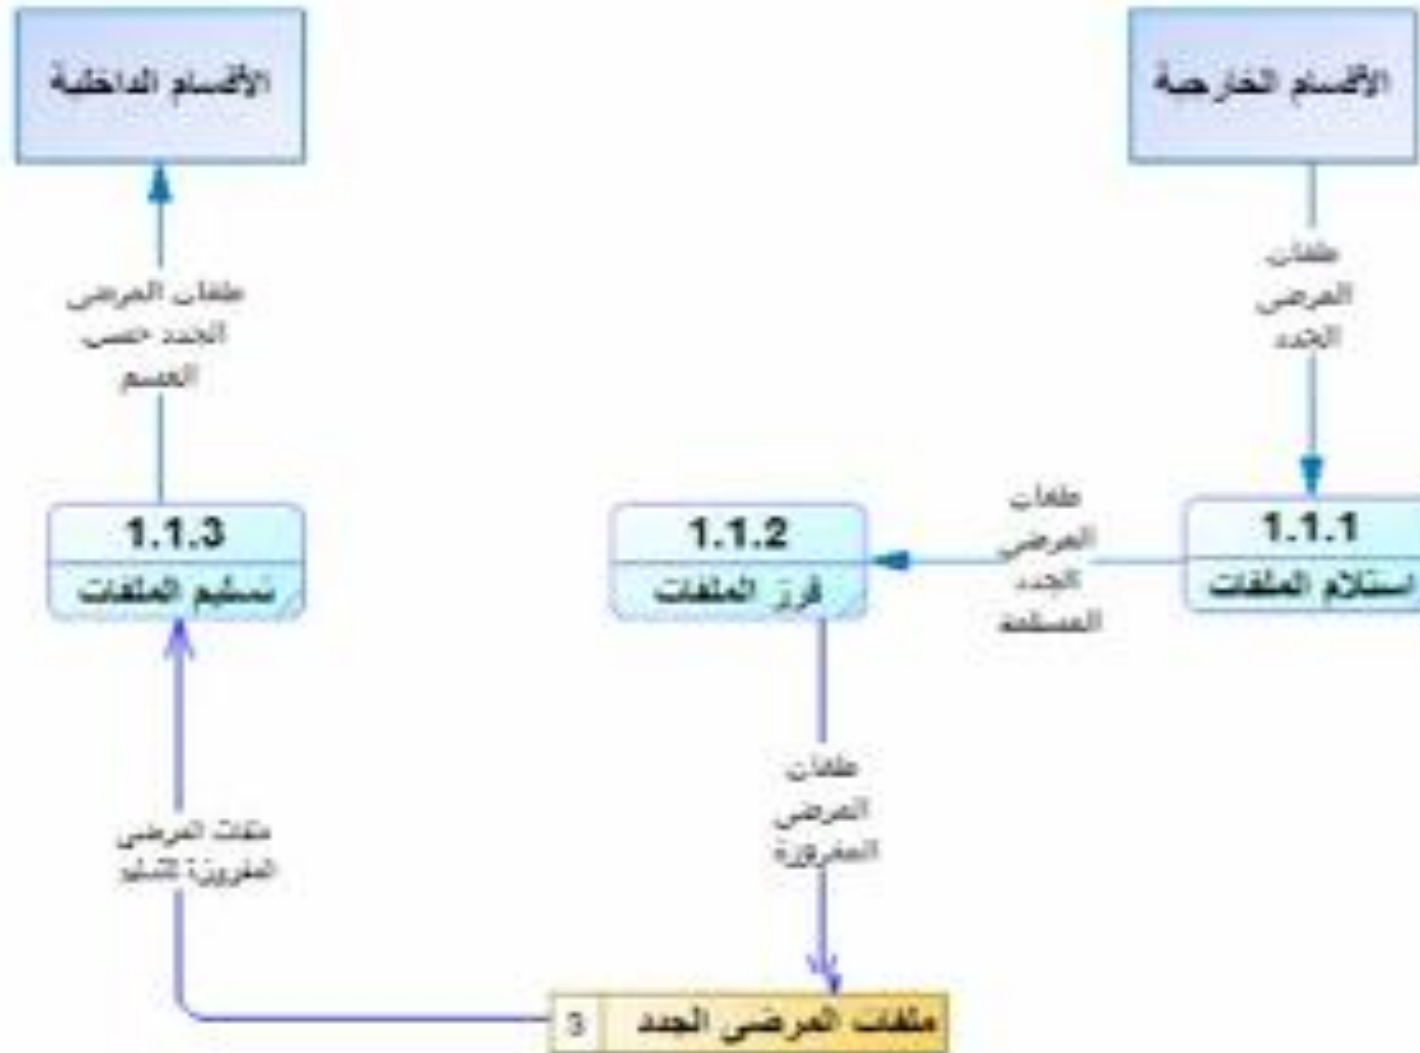 الأقسام الخارجية
الأقسام الداخلية
ملفات
المرضى
الجدد
ملفات المرضى
الجدد حسب
القسم
1.1.1
استلام الملفات
ملفات
المرضى
الجدد
المستلمة
1.1.2
فرز الملفات
1.1.3
تسليم الملفات
ملفات
المرضى
المفروزة
ملفات المرضى
المفروزة للتسليم
ملفات المرضى الجدد
3